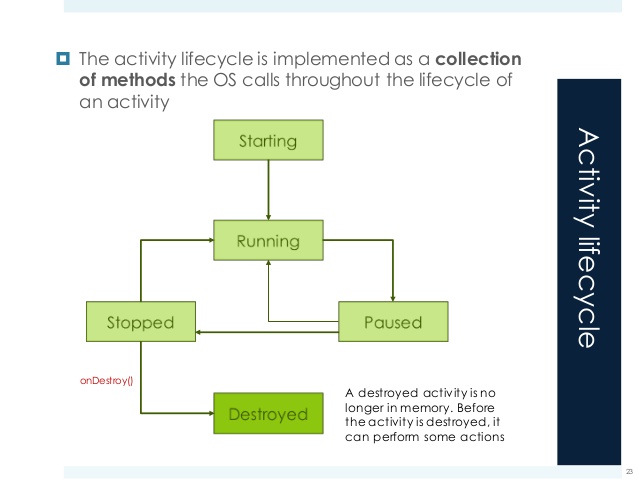 The activity lifecycle is implemented as a collection
of methods the OS calls throughout the lifecycle of
an activity
Starting
Running
Stopped
Paused
onDestroy()
Destroyed
A destroyed activity is no
longer in memory. Before
the activity is destroyed, it
can perform some actions
Activity lifecycle
23